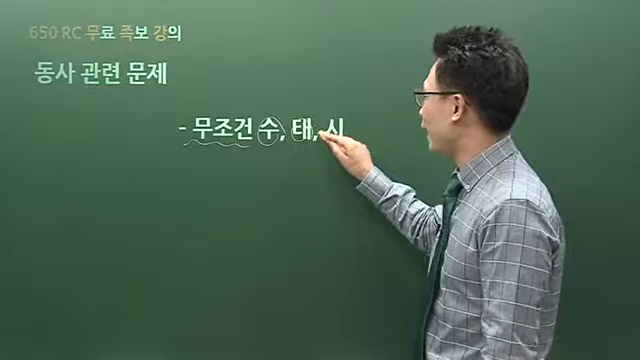 650 RC 무료 족보 강의
동사 관련 문제
- 무조건 수, 태, 시